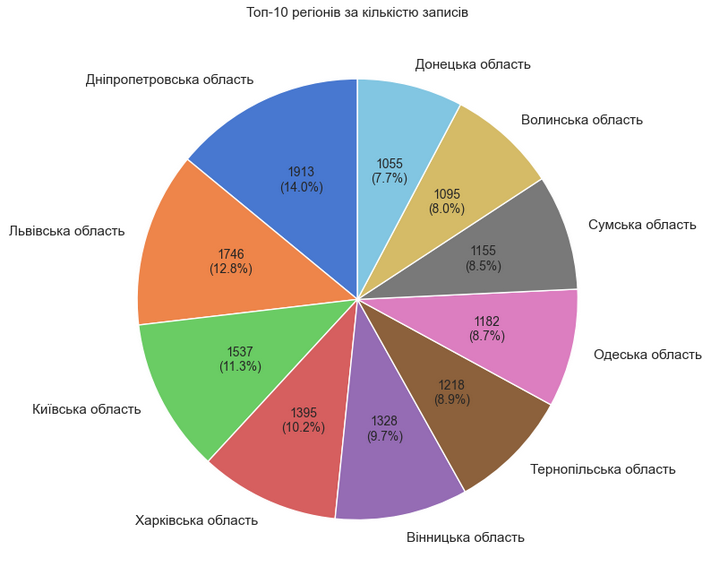 Топ-10 регіонів за кількістю записів
Донецька область
Дніпропетровська область
Волинська область
1913
(14.0%)
1055
(7.7%)
1095
(8.0%)
Львівська область
Сумська область
1746
(12.8%)
1155
(8.5%)
1182
(8.7%)
Одеська область
1537
(11.3%)
1218
(8.9%)
Київська область
1395
(10.2%)
1328
(9.7%)
Тернопільська область
Харківська область
Вінницька область